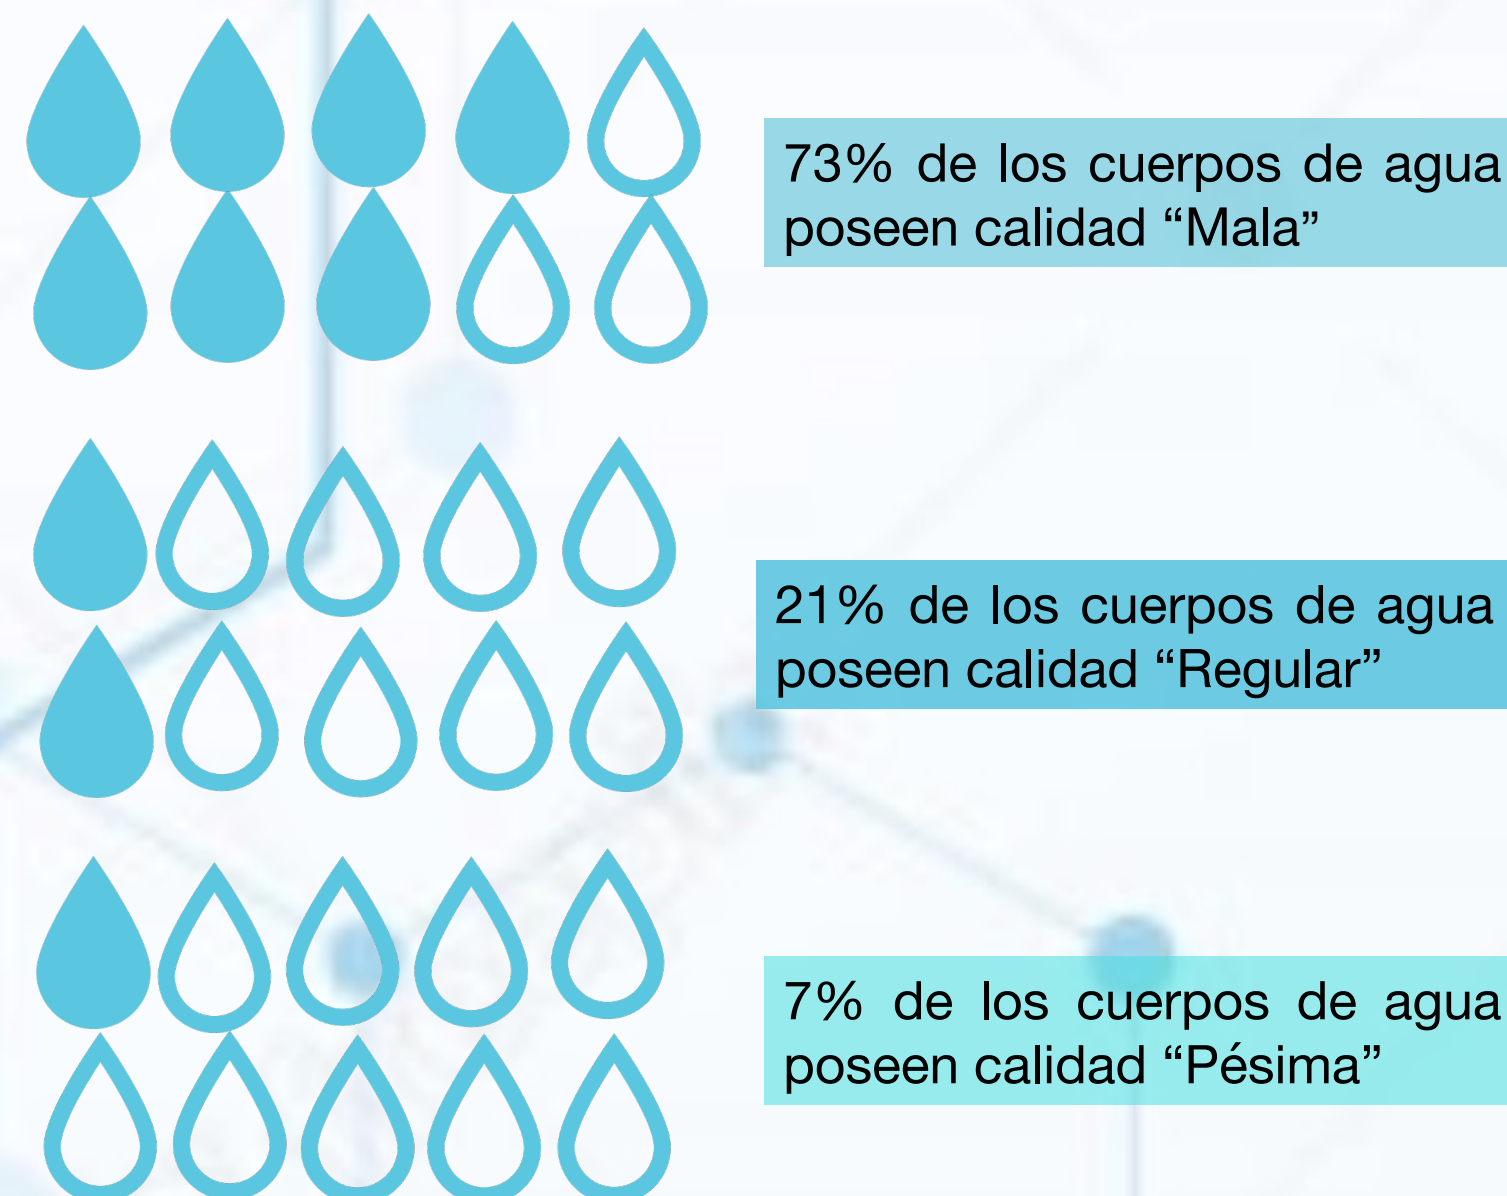 73% de los cuerpos de agua
poseen calidad “Mala”
21% de los cuerpos de agua
poseen calidad “Regular”
7% de los cuerpos de agua
poseen calidad “Pésima”